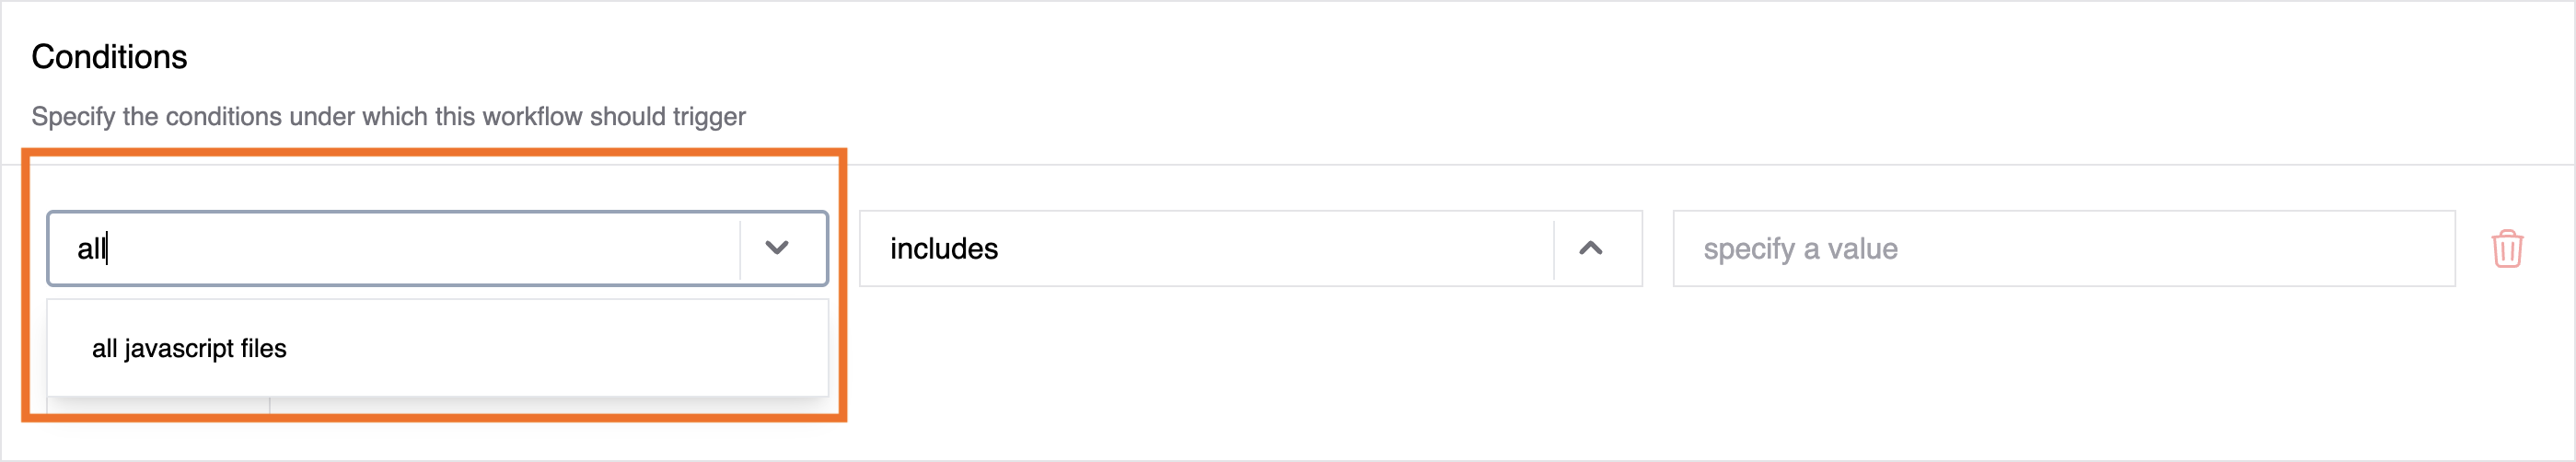 Conditions
Specify the conditions under which this workflow should trigger
all includes specify a value
all javascript files